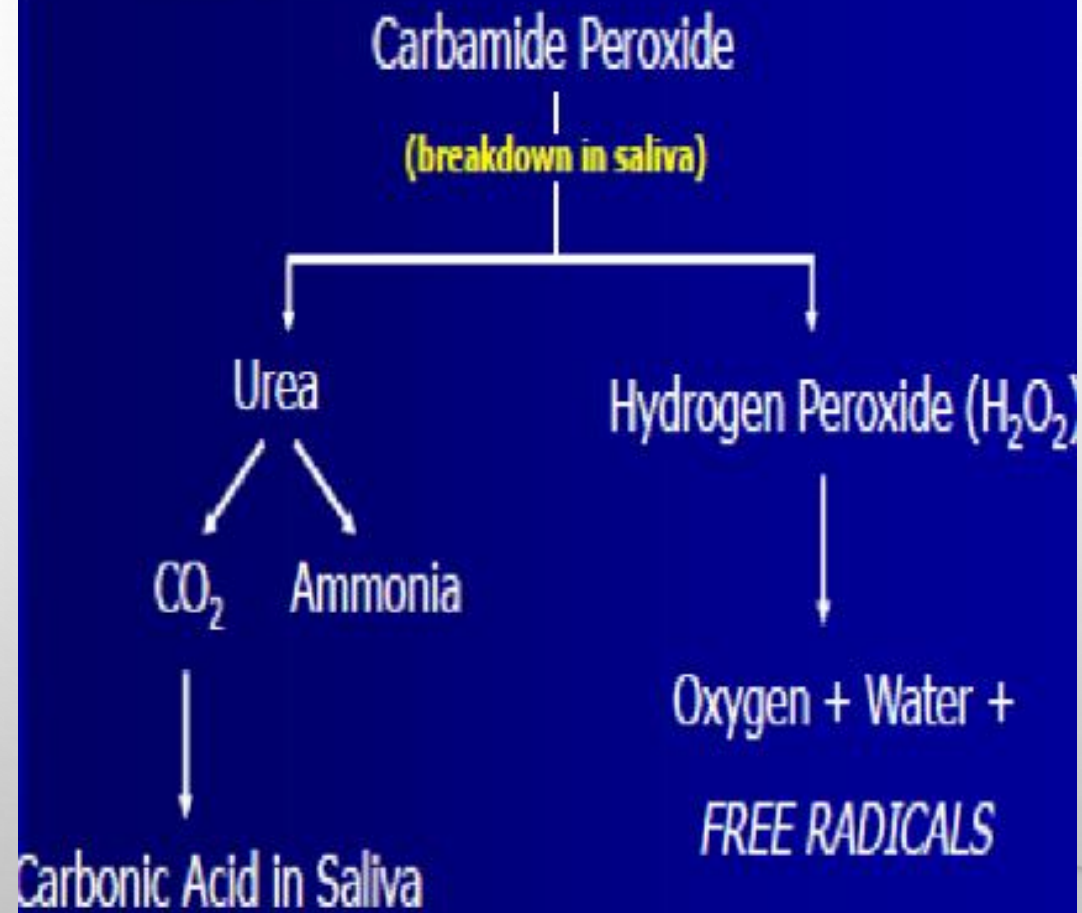 Carbamide Peroxide
(breakdown in saliva)
Urea
Hydrogen Peroxide (H₂O₂)
CO₂ Ammonia
Oxygen + Water +
FREE RADICALS
Carbonic Acid in Saliva